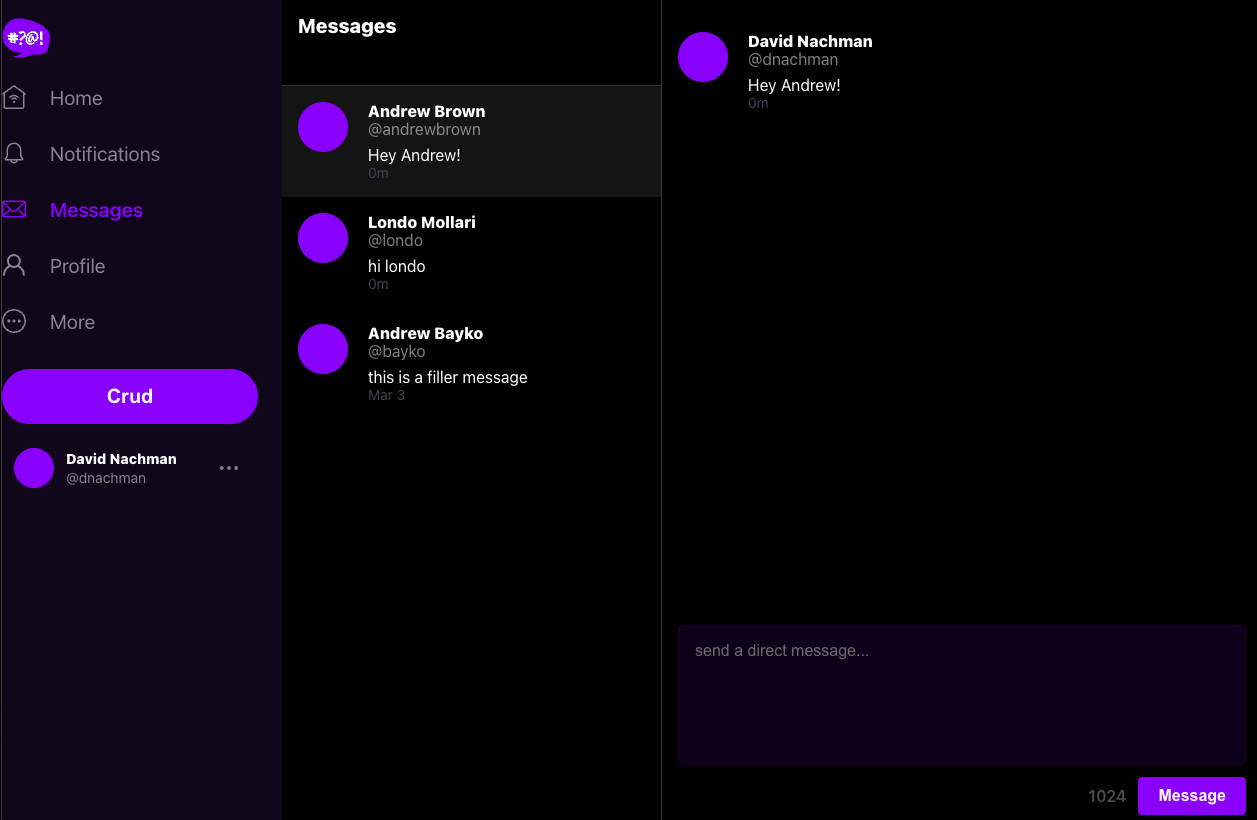 #?@!
Home
Notifications
Messages
Profile
More
Crud
David Nachman
@dnachman
Messages
Andrew Brown
@andrewbrown
Hey Andrew!
0m
Londo Mollari
@londo
hi londo
0m
Andrew Bayko
@bayko
this is a filler message
Mar 3
David Nachman
@dnachman
Hey Andrew!
0m
send a direct message...
1024
Message